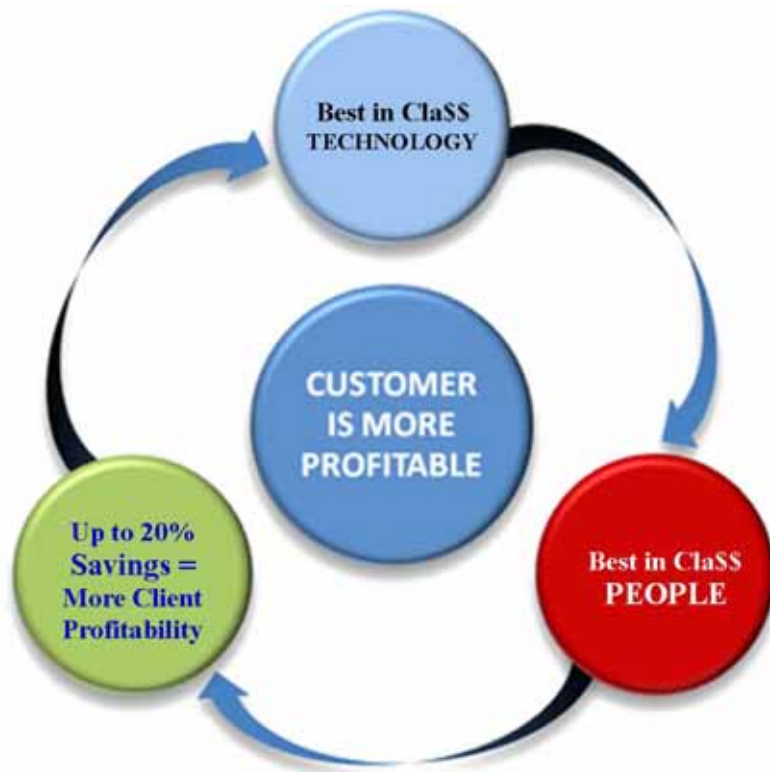 Best in Cla$$
TECHNOLOGY
CUSTOMER
IS MORE
PROFITABLE
Best in Cla$$
PEOPLE
Up to 20%
Savings =
More Client
Profitability